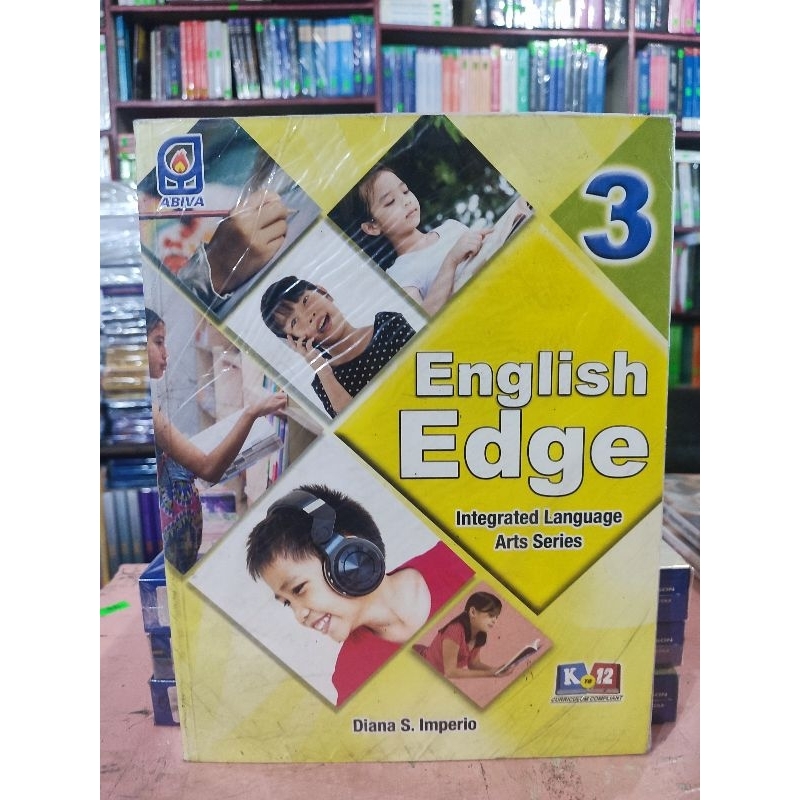 ABIVA
3
English
Edge
Integrated Language
Arts Series
K TO 12
CURRICULUM COMPLIANT
Diana S. Imperio